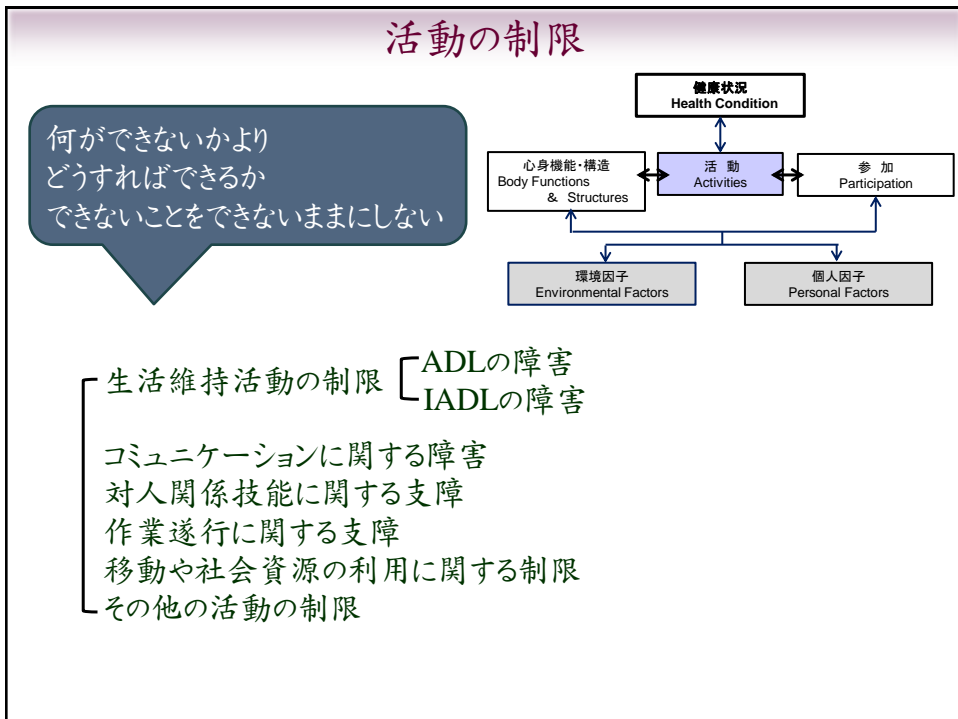 活動の制限
何ができないかより
どうすればできるか
できないことをできないままにしない
健康状況
Health Condition
心身機能・構造
Body Functions
& Structures
活 動
Activities
参 加
Participation
環境因子
Environmental Factors
個人因子
Personal Factors
生活維持活動の制限
ADLの障害
IADLの障害
コミュニケーションに関する障害
対人関係技能に関する支障
作業遂行に関する支障
移動や社会資源の利用に関する制限
その他の活動の制限